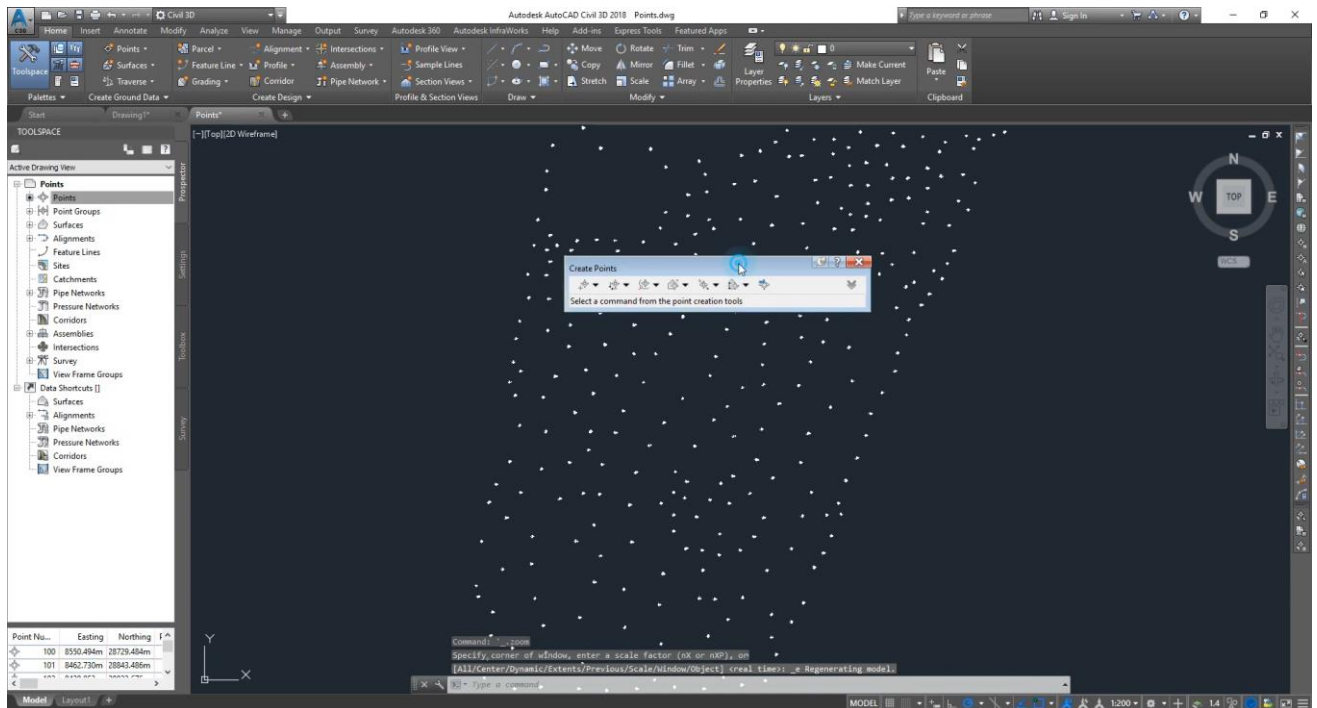 Civil 3D
Autodesk AutoCAD Civil 3D 2018 Points.dwg
Type a keyword or phrase
Sign In
Home Insert Annotate Modify Analyze View Manage Output Survey Autodesk 360 Autodesk InfraWorks Help Add-ins Express Tools Featured Apps
Points Parcel Alignment Intersections Profile View Move Rotate Trim 0
Toolspace Surfaces Feature Line Profile Assembly Sample Lines Copy Mirror Fillet Layer Properties Make Current Paste
Traverse Grading Corridor Pipe Network Section Views Stretch Scale Array Match Layer
Palettes Create Ground Data Create Design Profile & Section Views Draw Modify Layers Clipboard
Start Drawing1* Points*
TOOLSPACE
[-][Top][2D Wireframe]
Active Drawing View
Points
Points
Point Groups
Surfaces
Alignments
Feature Lines
Sites
Catchments
Pipe Networks
Pressure Networks
Corridors
Assemblies
Intersections
Survey
View Frame Groups
Data Shortcuts []
Surfaces
Alignments
Pipe Networks
Pressure Networks
Corridors
View Frame Groups
Prospector
Settings
Toolbox
Survey
N
W TOP E
S
WCS
Create Points
Select a command from the point creation tools
Point Nu... Easting Northing
100 8550.494m 28729.484m
101 8462.730m 28843.486m
Y
X
Command: '_.zoom
Specify corner of window, enter a scale factor (nX or nXP), or
[All/Center/Dynamic/Extents/Previous/Scale/Window/Object] <real time>: _e Regenerating model.
Type a command
Model Layout1 +
MODEL 1:200 1.4